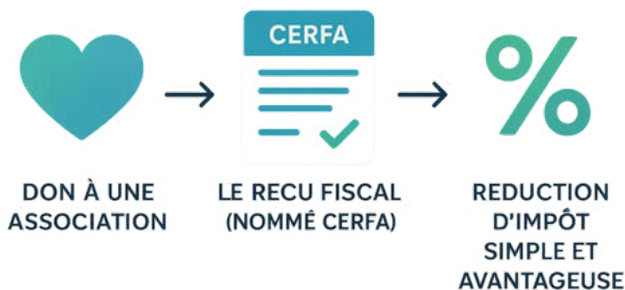 CERFA
DON À UNE
ASSOCIATION
LE RECU FISCAL
(NOMMÉ CERFA)
%
REDUCTION
D'IMPÔT
SIMPLE ET
AVANTAGEUSE